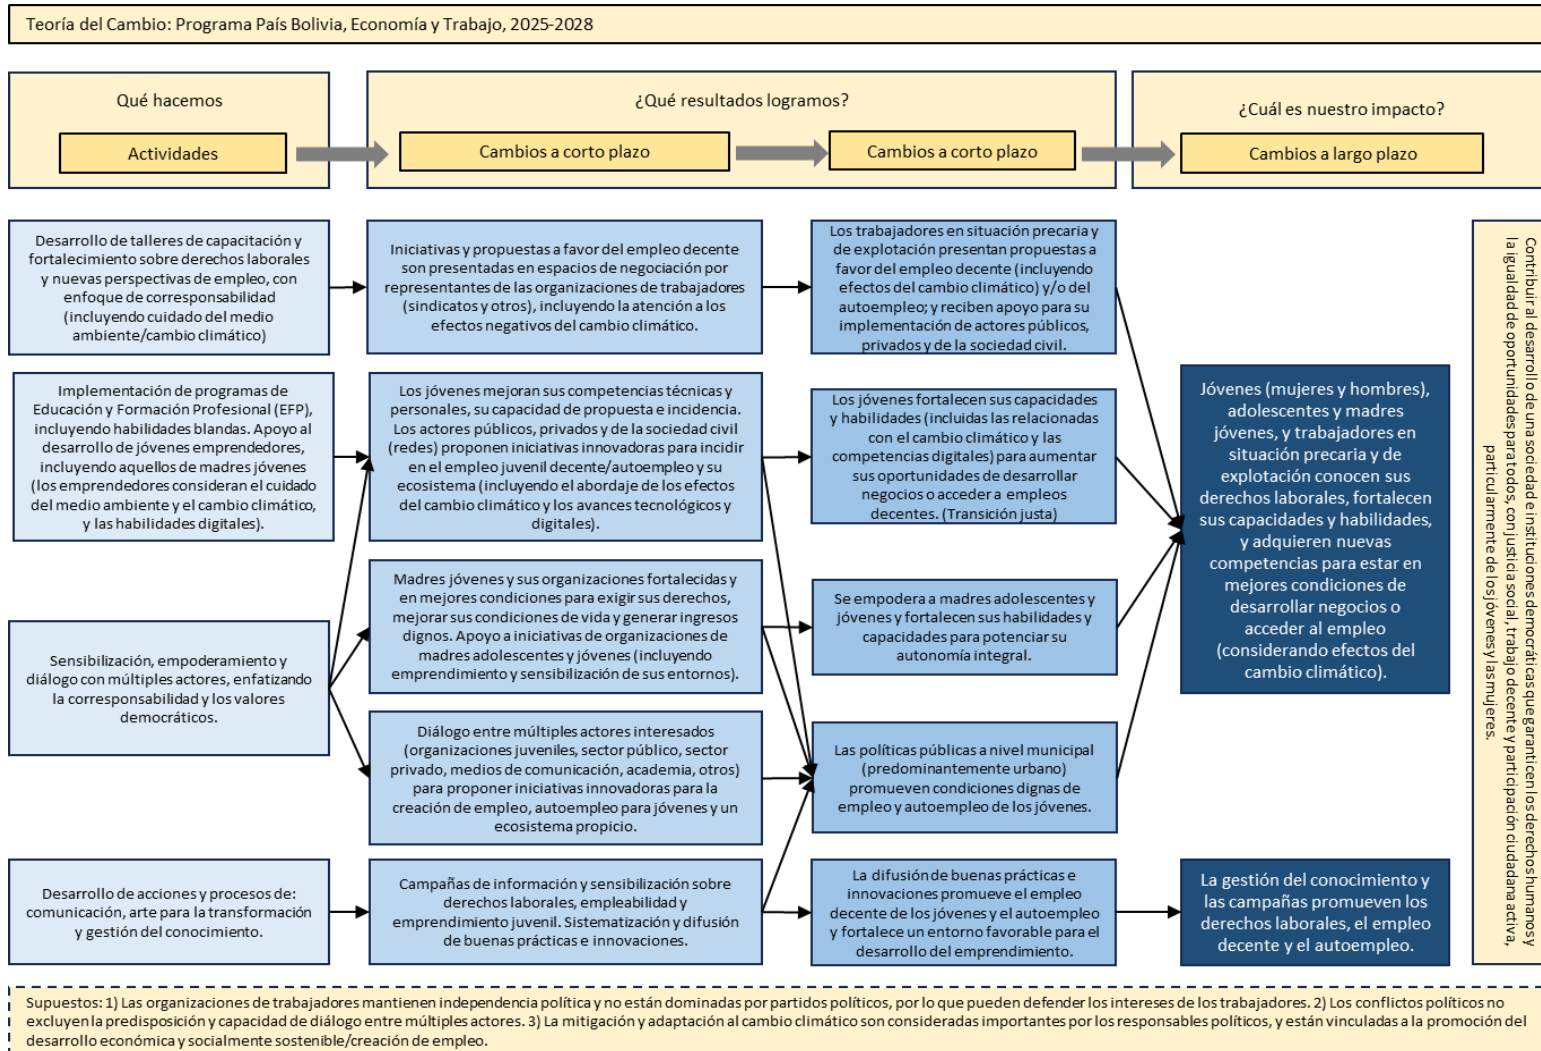 Teoría del Cambio: Programa País Bolivia, Economía y Trabajo, 2025-2028
Qué hacemos
Actividades
¿Qué resultados logramos?
Cambios a corto plazo
Cambios a corto plazo
¿Cuál es nuestro impacto?
Cambios a largo plazo
Desarrollo de talleres de capacitación y
fortalecimiento sobre derechos laborales
y nuevas perspectivas de empleo, con
enfoque de corresponsabilidad
(incluyendo cuidado del medio
ambiente/cambio climático)
Iniciativas y propuestas a favor del empleo decente
son presentadas en espacios de negociación por
representantes de las organizaciones de trabajadores
(sindicatos y otros), incluyendo la atención a los
efectos negativos del cambio climático.
Los trabajadores en situación precaria y
de explotación presentan propuestas a
favor del empleo decente (incluyendo
efectos del cambio climático) y/o del
autoempleo; y reciben apoyo para su
implementación de actores públicos,
privados y de la sociedad civil.
Implementación de programas de
Educación y Formación Profesional (EFP),
incluyendo habilidades blandas. Apoyo al
desarrollo de jóvenes emprendedores,
incluyendo aquellos de madres jóvenes
(los emprendedores consideran el cuidado
del medio ambiente y el cambio climático,
y las habilidades digitales).
Los jóvenes mejoran sus competencias técnicas y
personales, su capacidad de propuesta e incidencia.
Los actores públicos, privados y de la sociedad civil
(redes) proponen iniciativas innovadoras para incidir
en el empleo juvenil decente/autoempleo y su
ecosistema (incluyendo el abordaje de los efectos
del cambio climático y los avances tecnológicos y
digitales).
Los jóvenes fortalecen sus capacidades
y habilidades (incluidas las relacionadas
con el cambio climático y las
competencias digitales) para aumentar
sus oportunidades de desarrollar
negocios o acceder a empleos
decentes. (Transición justa)
Sensibilización, empoderamiento y
diálogo con múltiples actores, enfatizando
la corresponsabilidad y los valores
democráticos.
Madres jóvenes y sus organizaciones fortalecidas y
en mejores condiciones para exigir sus derechos,
mejorar sus condiciones de vida y generar ingresos
dignos. Apoyo a iniciativas de organizaciones de
madres adolescentes y jóvenes (incluyendo
emprendimiento y sensibilización de sus entornos).
Se empodera a madres adolescentes y
jóvenes y fortalecen sus habilidades y
capacidades para potenciar su
autonomía integral.
Diálogo entre múltiples actores interesados
(organizaciones juveniles, sector público, sector
privado, medios de comunicación, academia, otros)
para proponer iniciativas innovadoras para la
creación de empleo, autoempleo para jóvenes y un
ecosistema propicio.
Las políticas públicas a nivel municipal
(predominantemente urbano)
promueven condiciones dignas de
empleo y autoempleo de los jóvenes.
Jóvenes (mujeres y hombres),
adolescentes y madres
jóvenes, y trabajadores en
situación precaria y de
explotación conocen sus
derechos laborales, fortalecen
sus capacidades y habilidades,
y adquieren nuevas
competencias para estar en
mejores condiciones de
desarrollar negocios o
acceder al empleo
(considerando efectos del
cambio climático).
Desarrollo de acciones y procesos de:
comunicación, arte para la transformación
y gestión del conocimiento.
Campañas de información y sensibilización sobre
derechos laborales, empleabilidad y
emprendimiento juvenil. Sistematización y difusión
de buenas prácticas e innovaciones.
La difusión de buenas prácticas e
innovaciones promueve el empleo
decente de los jóvenes y el autoempleo
y fortalece un entorno favorable para el
desarrollo del emprendimiento.
La gestión del conocimiento y
las campañas promueven los
derechos laborales, el empleo
decente y el autoempleo.
Contribuir al desarrollo de una sociedad e instituciones democráticas que garanticen los derechos humanos y
la igualdad de oportunidades para todos, con justicia social, trabajo decente y participación ciudadana activa,
particularmente de los jóvenes y las mujeres.
Supuestos: 1) Las organizaciones de trabajadores mantienen independencia política y no están dominadas por partidos políticos, por lo que pueden defender los intereses de los trabajadores. 2) Los conflictos políticos no
excluyen la predisposición y capacidad de diálogo entre múltiples actores. 3) La mitigación y adaptación al cambio climático son consideradas importantes por los responsables políticos, y están vinculadas a la promoción del
desarrollo económica y socialmente sostenible/creación de empleo.